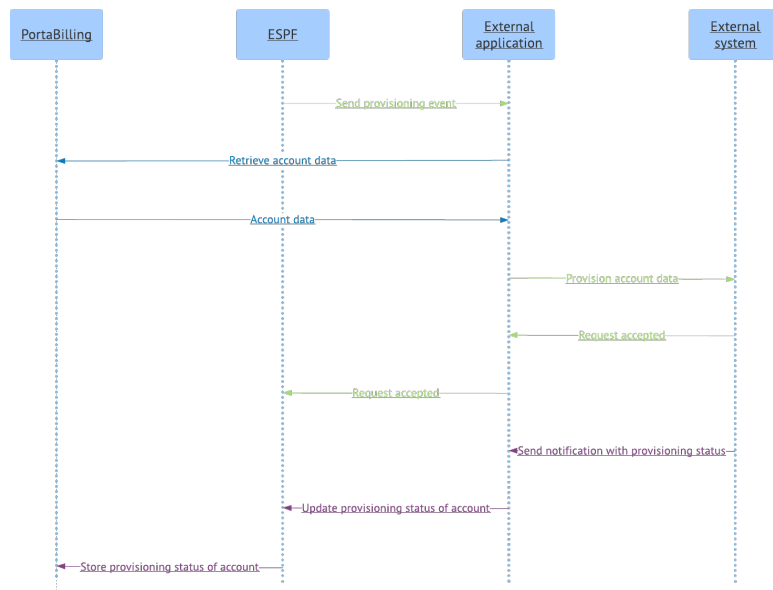 PortaBilling
ESPF
External
application
External
system
Send provisioning event
Retrieve account data
Account data
Provision account data
Request accepted
Request accepted
Send notification with provisioning status
Update provisioning status of account
Store provisioning status of account